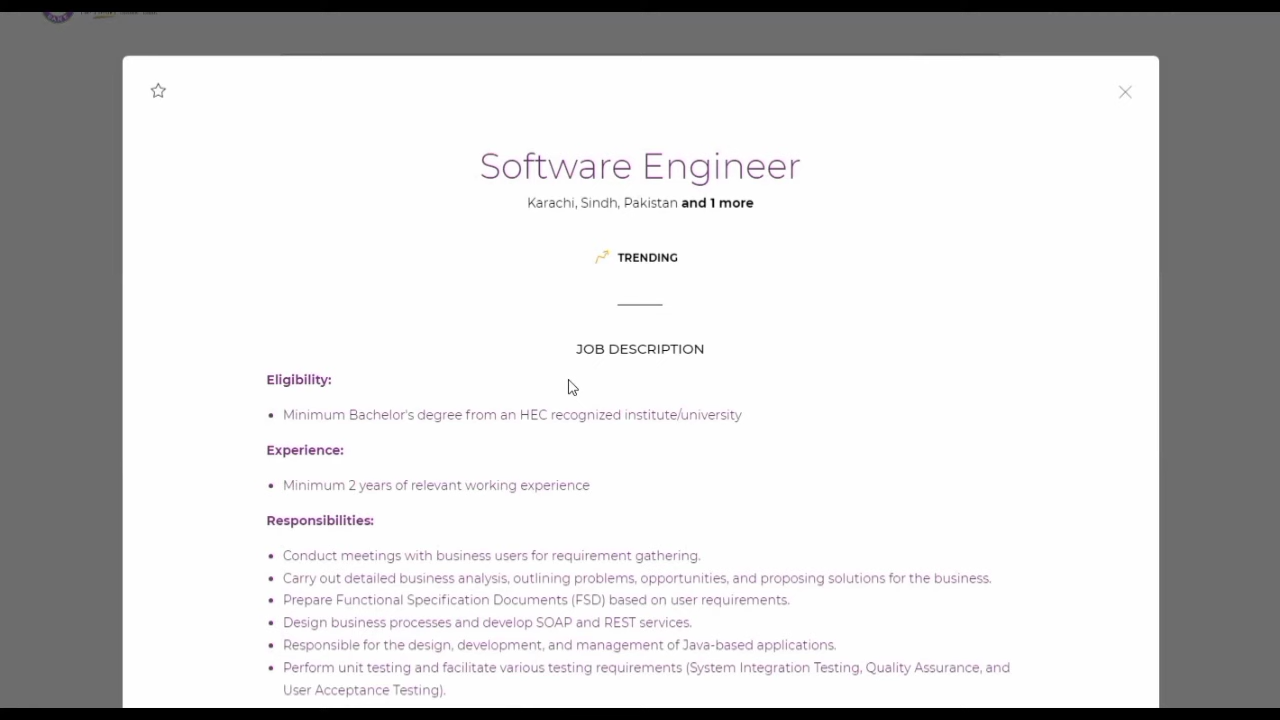 Software Engineer
Karachi, Sindh, Pakistan and 1 more
TRENDING
JOB DESCRIPTION
Eligibility:
• Minimum Bachelor's degree from an HEC recognized institute/university
Experience:
• Minimum 2 years of relevant working experience
Responsibilities:
• Conduct meetings with business users for requirement gathering.
• Carry out detailed business analysis, outlining problems, opportunities, and proposing solutions for the business.
• Prepare Functional Specification Documents (FSD) based on user requirements.
• Design business processes and develop SOAP and REST services.
• Responsible for the design, development, and management of Java-based applications.
• Perform unit testing and facilitate various testing requirements (System Integration Testing, Quality Assurance, and
User Acceptance Testing).